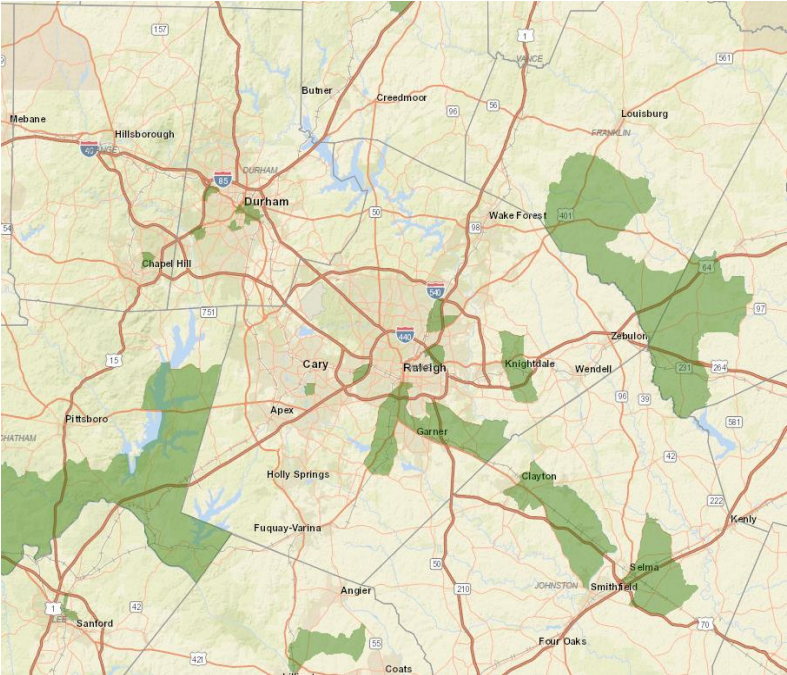 157
1
VANCE
561
Butner
Creedmoor
96
56
Louisburg
Mebane
Hillsborough
FRANKLIN
40
DURHAM
85
Durham
54
50
Wake Forest
401
98
Chapel Hill
64
540
751
97
440
Zebulon
15
Cary
Raleigh
Knightdale
Wendell
264
231
96
39
Apex
Pittsboro
581
CHATHAM
Garner
42
Holly Springs
Clayton
222
Kenly
Fuquay-Varina
50
Selma
JOHNSTON
Smithfield
210
Angier
1
42
LEE
Sanford
70
55
Four Oaks
421
Coats